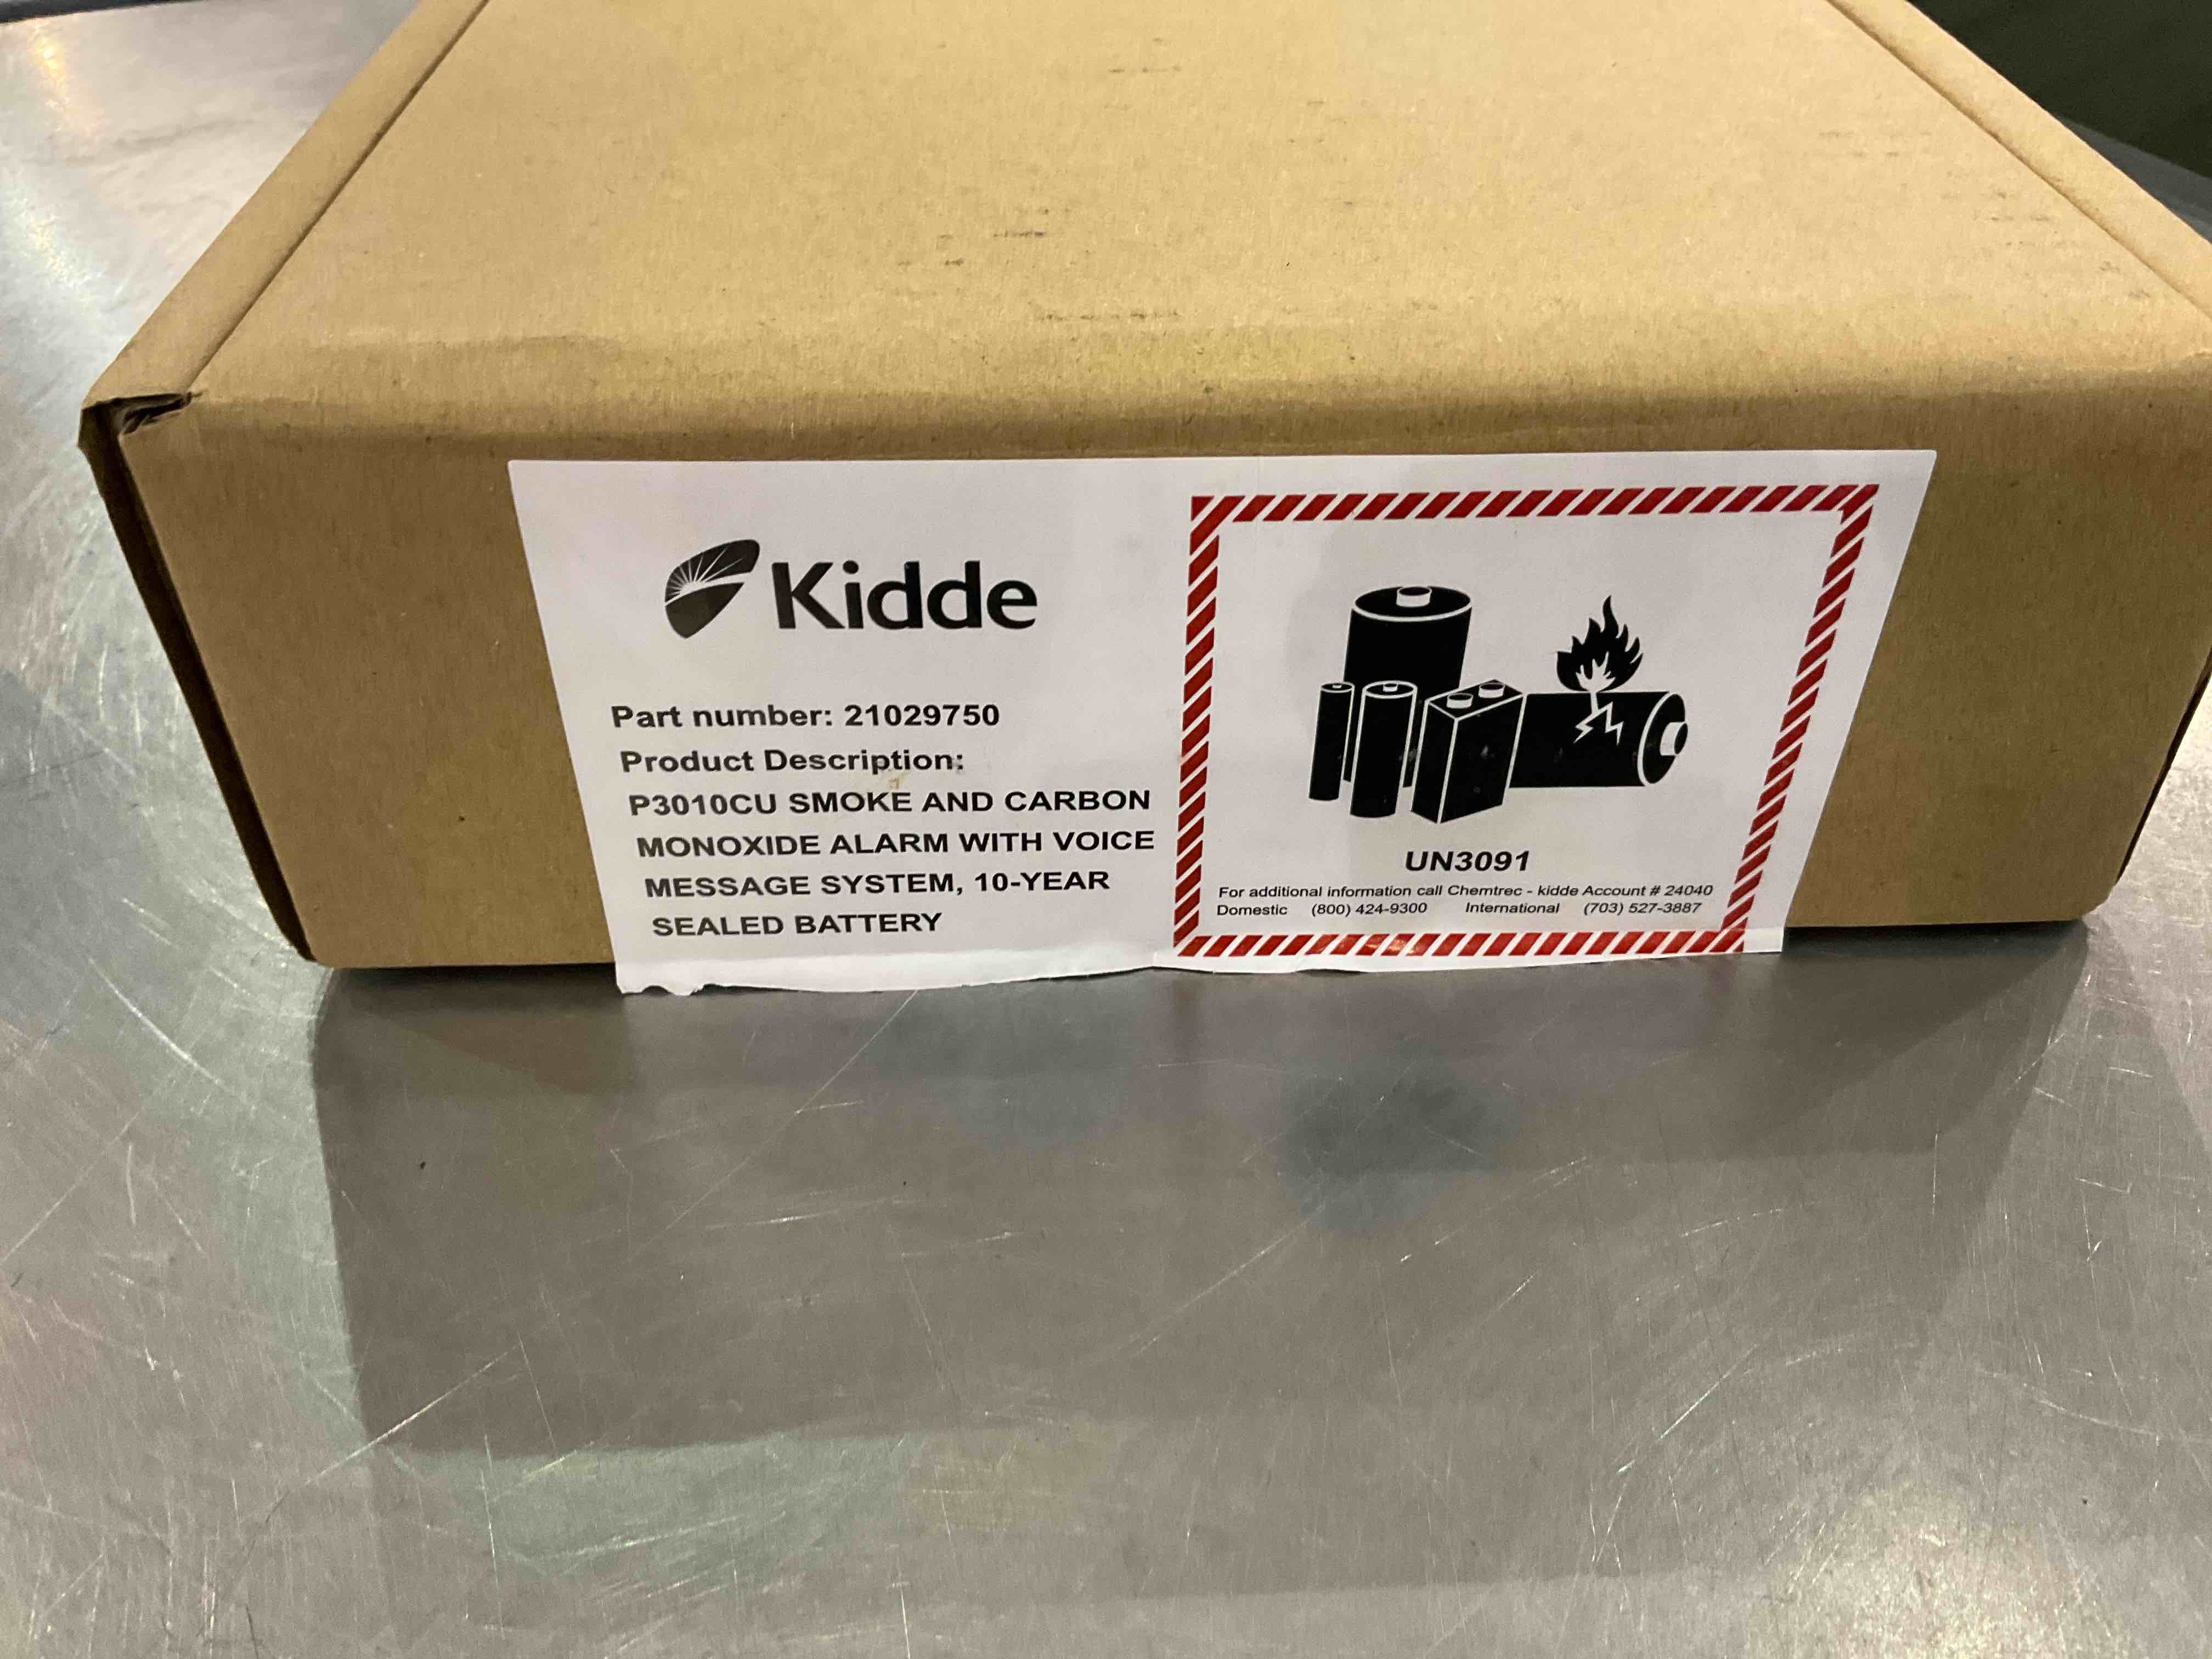 Kidde
Part number: 21029750
Product Description:
P3010CU SMOKE AND CARBON
MONOXIDE ALARM WITH VOICE
MESSAGE SYSTEM, 10-YEAR
SEALED BATTERY
UN3091
For additional information call Chemtrec - kidde Account # 24040
Domestic (800) 424-9300 International (703) 527-3887